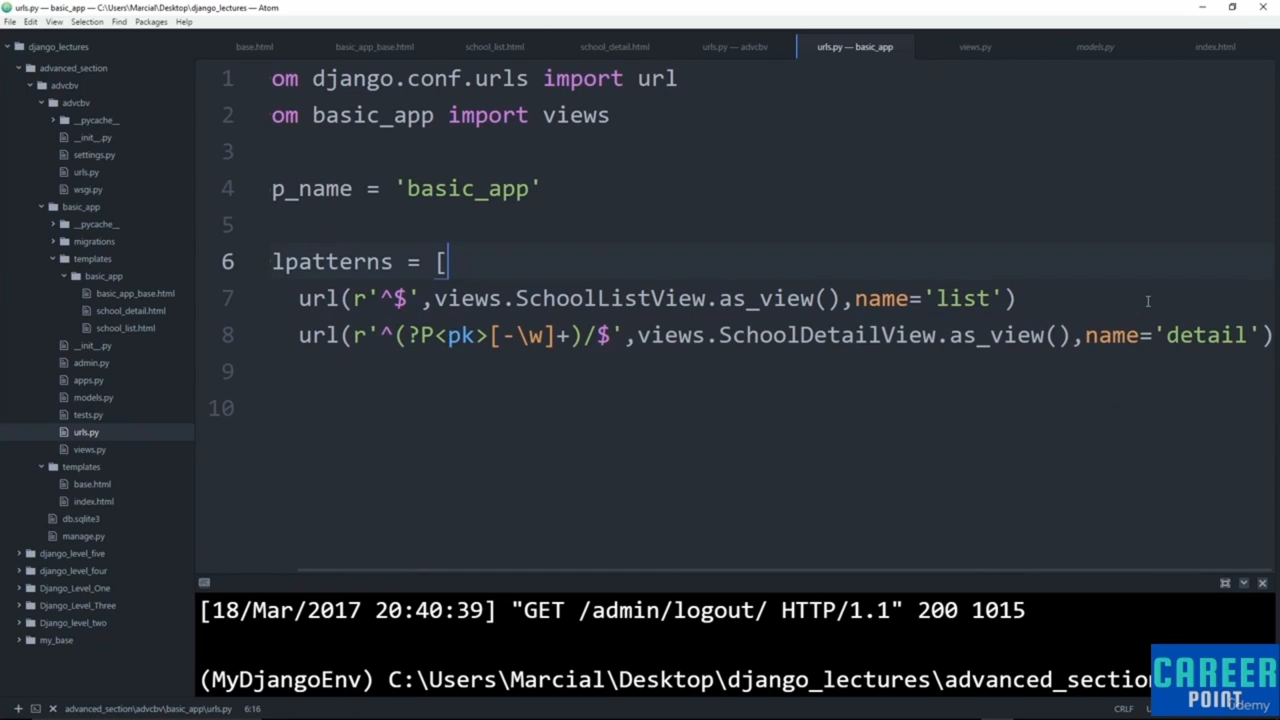 urls.py — basic_app — C:\Users\Marcial\Desktop\django_lectures — Atom
File Edit View Selection Find Packages Help
django_lectures
advanced_section
advcbv
advcbv
__pycache__
__init__.py
settings.py
urls.py
wsgi.py
basic_app
__pycache__
migrations
templates
basic_app
basic_app_base.html
school_detail.html
school_list.html
__init__.py
admin.py
apps.py
models.py
tests.py
urls.py
views.py
templates
base.html
index.html
db.sqlite3
manage.py
django_level_five
django_level_four
Django_Level_One
Django_Level_Three
Django_level_two
my_base
base.html basic_app_base.html school_list.html school_detail.html urls.py — advcbv urls.py — basic_app views.py models.py index.html
1 om django.conf.urls import url
2 om basic_app import views
3
4 p_name = 'basic_app'
5
6 lpatterns = [
7 url(r'^$',views.SchoolListView.as_view(),name='list')
8 url(r'^(?P<pk>[-\w]+)/$',views.SchoolDetailView.as_view(),name='detail')
9
10
[18/Mar/2017 20:40:39] "GET /admin/logout/ HTTP/1.1" 200 1015
(MyDjangoEnv) C:\Users\Marcial\Desktop\django_lectures\advanced_section
CAREER
POINT
Udemy
advanced_section\advcbv\basic_app\urls.py 6:16 CRLF